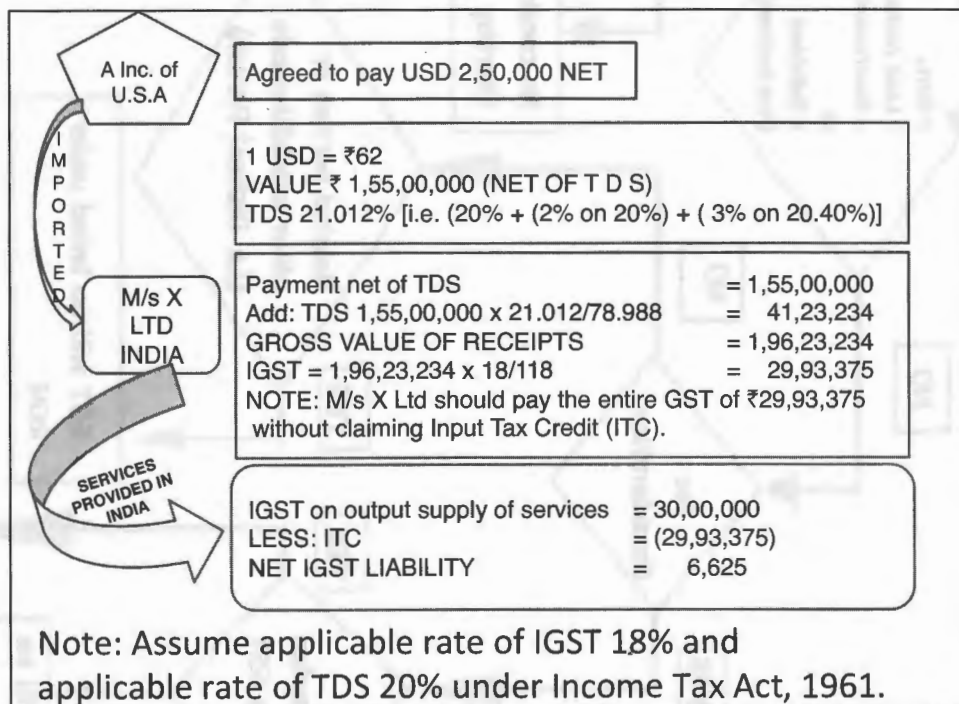 A Inc. of
U.S.A
Agreed to pay USD 2,50,000 NET
IMPORTED
1 USD = ₹62
VALUE ₹ 1,55,00,000 (NET OF T D S)
TDS 21.012% [i.e. (20% + (2% on 20%) + ( 3% on 20.40%)]
M/s X
LTD
INDIA
Payment net of TDS = 1,55,00,000
Add: TDS 1,55,00,000 x 21.012/78.988 = 41,23,234
GROSS VALUE OF RECEIPTS = 1,96,23,234
IGST = 1,96,23,234 x 18/118 = 29,93,375
NOTE: M/s X Ltd should pay the entire GST of ₹29,93,375
without claiming Input Tax Credit (ITC).
SERVICES
PROVIDED IN
INDIA
IGST on output supply of services = 30,00,000
LESS: ITC = (29,93,375)
NET IGST LIABILITY = 6,625
Note: Assume applicable rate of IGST 18% and
applicable rate of TDS 20% under Income Tax Act, 1961.